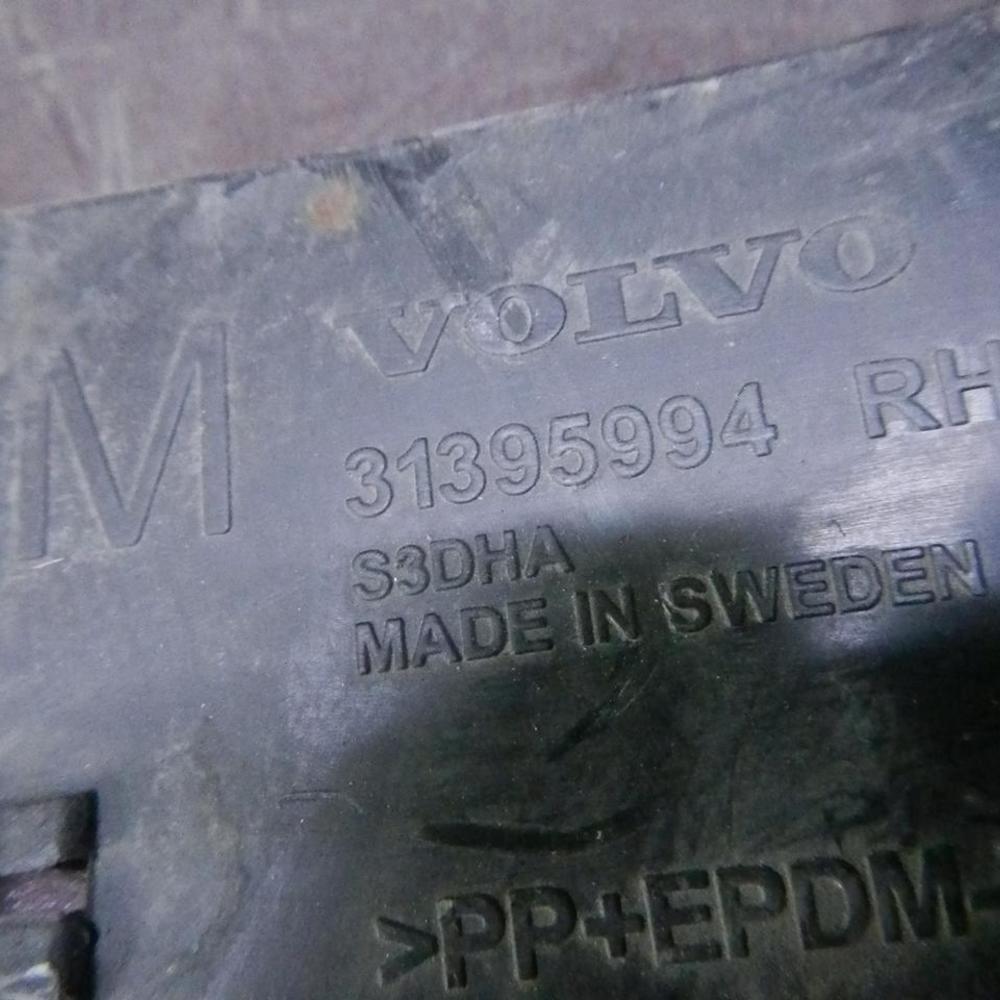 M
VOLVO
31395994 RH
S3DHA
MADE IN SWEDEN
>PP+EPDM-